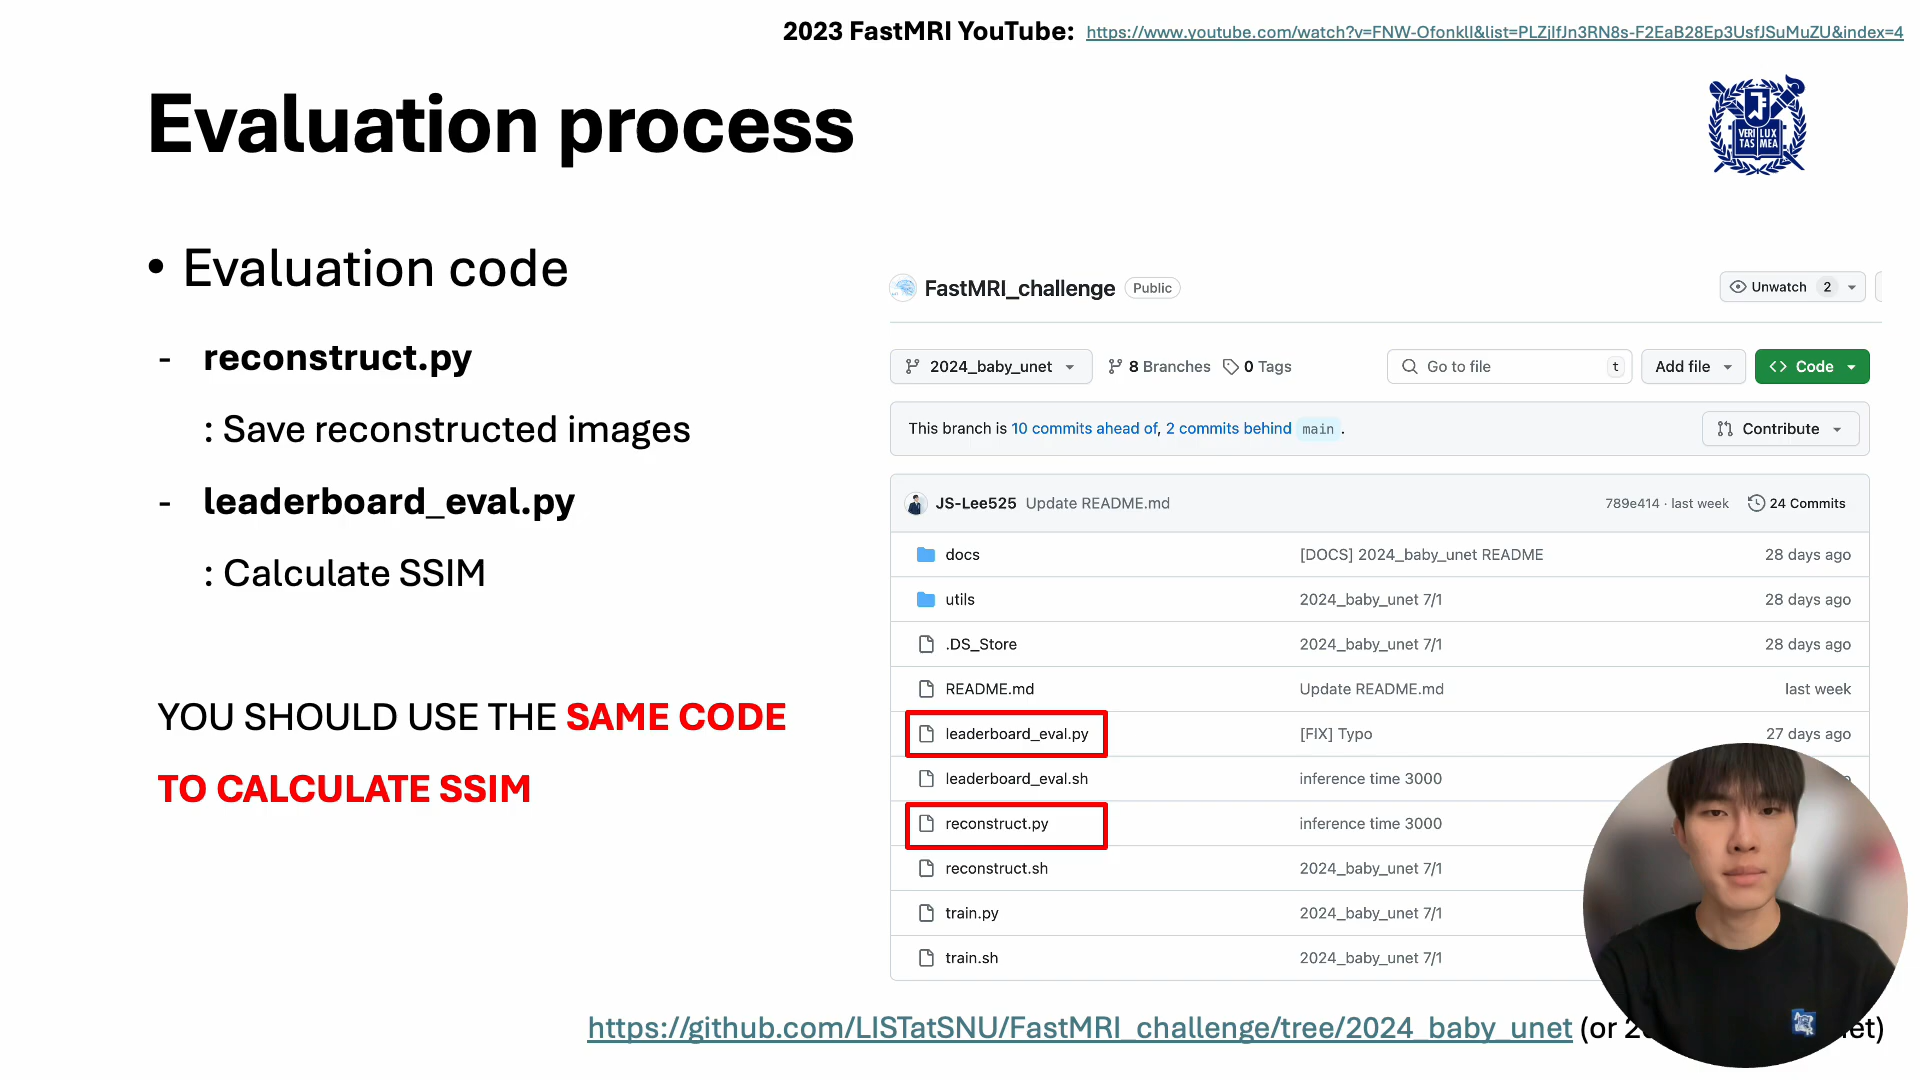 2023 FastMRI YouTube: https://www.youtube.com/watch?v=FNW-OfonklI&list=PLZjIfJn3RN8s-F2EaB28Ep3UsfJSuMuZU&index=4
Evaluation process
VERI LUX
TAS MEA
• Evaluation code
- reconstruct.py
: Save reconstructed images
- leaderboard_eval.py
: Calculate SSIM
YOU SHOULD USE THE SAME CODE
TO CALCULATE SSIM
FastMRI_challenge Public
Unwatch 2
2024_baby_unet 8 Branches 0 Tags
Go to file t
Add file
Code
This branch is 10 commits ahead of, 2 commits behind main .
Contribute
JS-Lee525 Update README.md 789e414 · last week 24 Commits
docs [DOCS] 2024_baby_unet README 28 days ago
utils 2024_baby_unet 7/1 28 days ago
.DS_Store 2024_baby_unet 7/1 28 days ago
README.md Update README.md last week
leaderboard_eval.py [FIX] Typo 27 days ago
leaderboard_eval.sh inference time 3000
reconstruct.py inference time 3000
reconstruct.sh 2024_baby_unet 7/1
train.py 2024_baby_unet 7/1
train.sh 2024_baby_unet 7/1
https://github.com/LISTatSNU/FastMRI_challenge/tree/2024_baby_unet (or